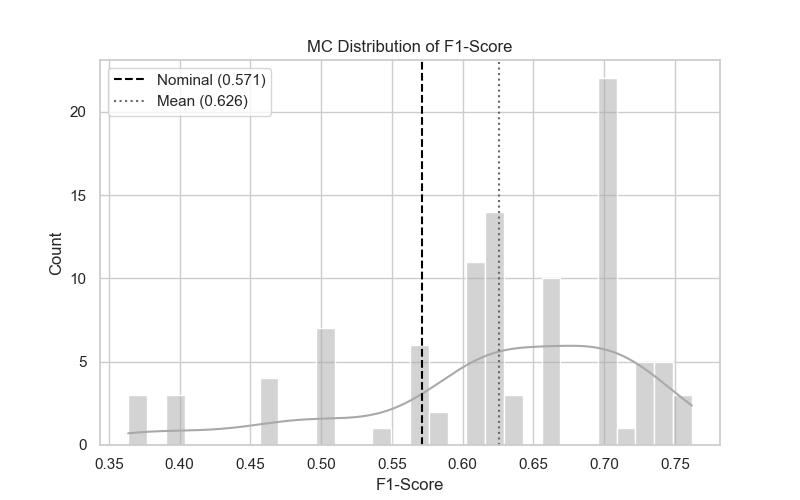 MC Distribution of F1-Score
Nominal (0.571)
Mean (0.626)
Count
20
15
10
5
0
0.35 0.40 0.45 0.50 0.55 0.60 0.65 0.70 0.75
F1-Score